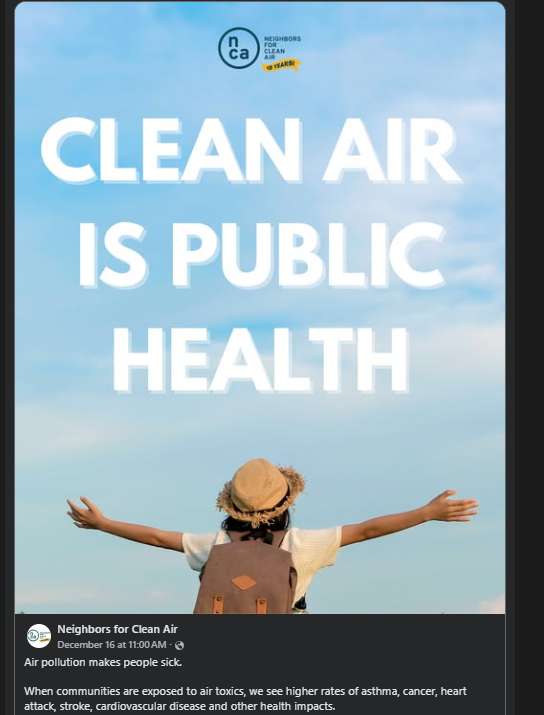 nca
NEIGHBORS
FOR
CLEAN
AIR
15 YEARS!
CLEAN AIR
IS PUBLIC
HEALTH
Neighbors for Clean Air
December 16 at 11:00 AM ·
Air pollution makes people sick.
When communities are exposed to air toxics, we see higher rates of asthma, cancer, heart
attack, stroke, cardiovascular disease and other health impacts.